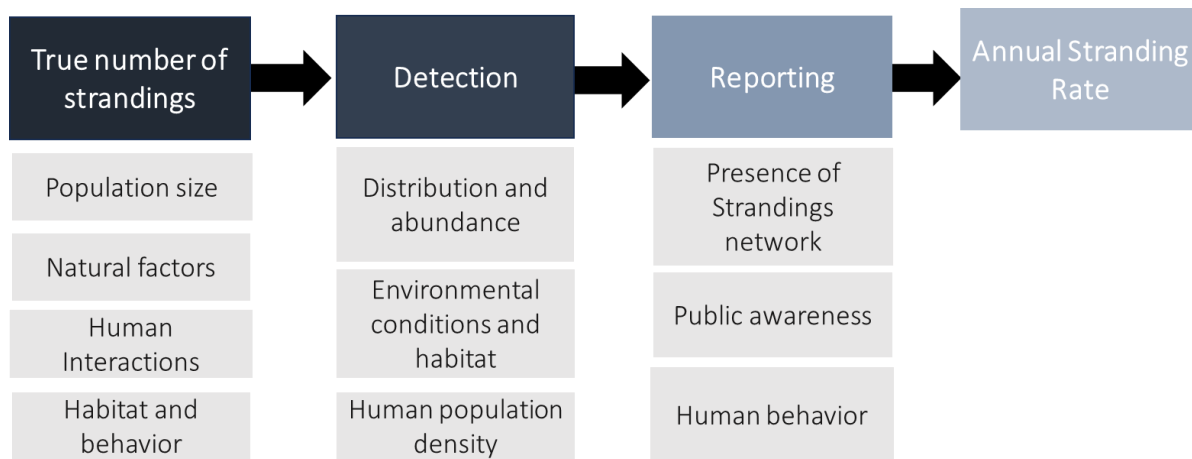 True number of
strandings
Detection
Reporting
Annual Stranding
Rate
Population size
Natural factors
Human
Interactions
Habitat and
behavior
Distribution and
abundance
Environmental
conditions and
habitat
Human population
density
Presence of
Strandings
network
Public awareness
Human behavior